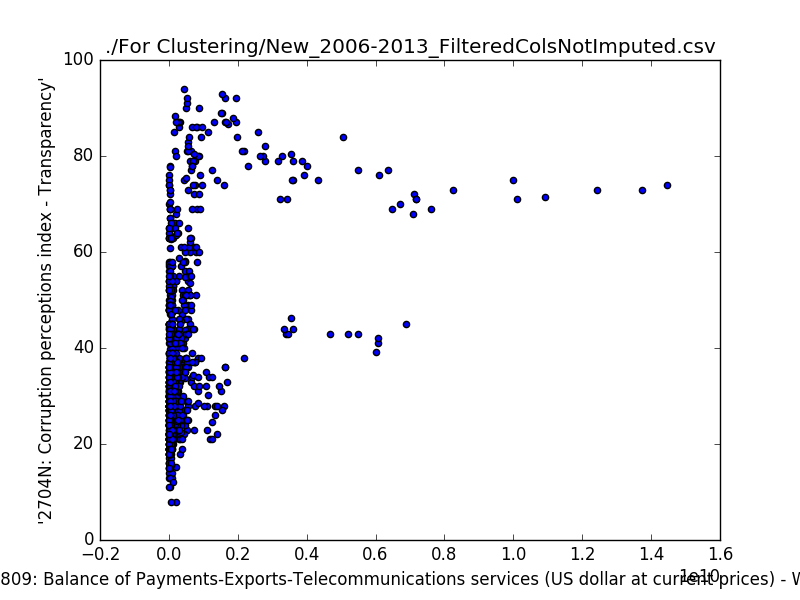 ./For Clustering/New_2006-2013_FilteredColsNotImputed.csv
'2704N: Corruption perceptions index - Transparency'
100
80
60
40
20
0
−0.2 0.0 0.2 0.4 0.6 0.8 1.0 1.2 1.4 1.6
1e10
809: Balance of Payments-Exports-Telecommunications services (US dollar at current prices) -